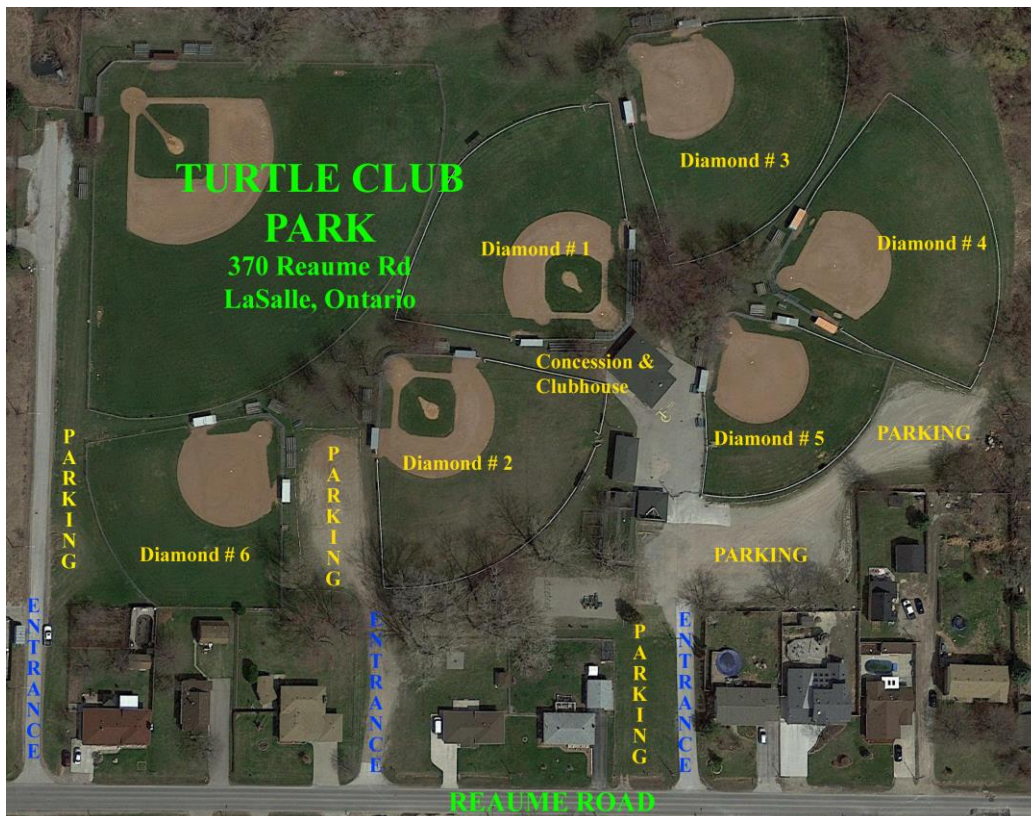 TURTLE CLUB
PARK
370 Reaume Rd
LaSalle, Ontario
Diamond # 3
Diamond # 1
Diamond # 4
Concession &
Clubhouse
Diamond # 5
PARKING
Diamond # 2
PARKING
PARKING
Diamond # 6
PARKING
ENTRANCE
ENTRANCE
PARKING
ENTRANCE
REAUME ROAD